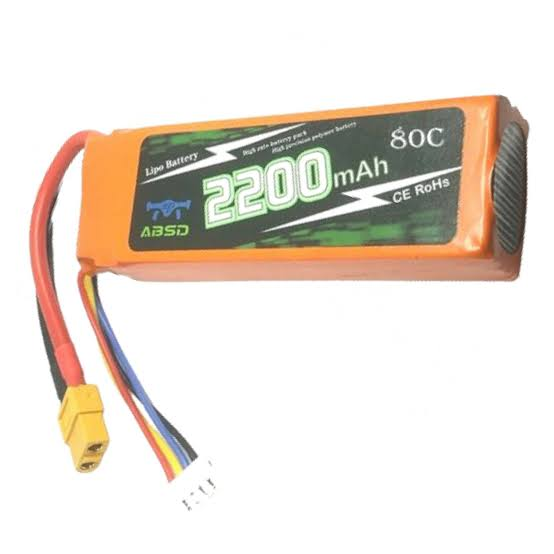 Lipo Battery
High rate battery pack
High precision polymer battery
80C
2200mAh
CE RoHs
ABSD